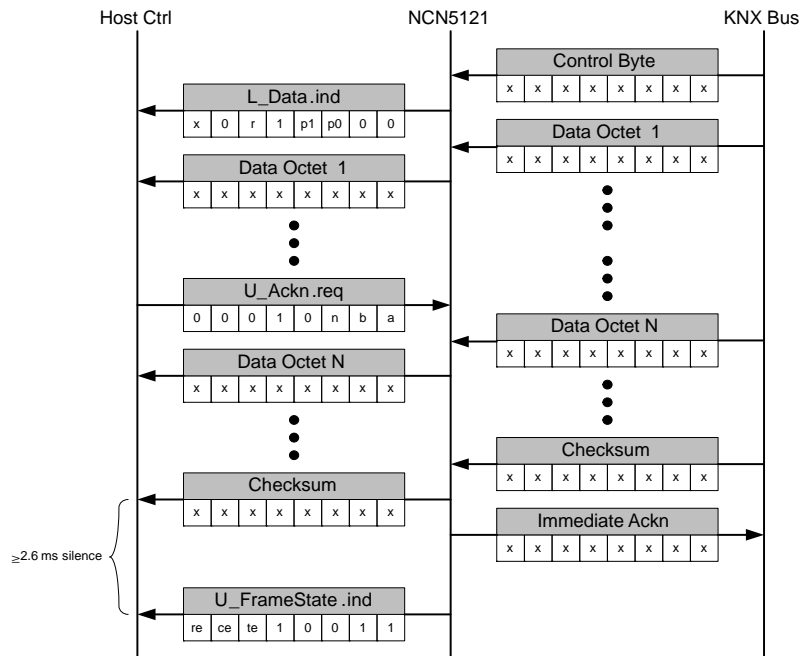 Host Ctrl NCN5121 KNX Bus
Control Byte
x x x x x x x x
L_Data.ind
x 0 r 1 p1 p0 0 0
Data Octet 1
x x x x x x x x
Data Octet 1
x x x x x x x x
U_Ackn.req
0 0 0 1 0 n b a
Data Octet N
x x x x x x x x
Data Octet N
x x x x x x x x
Checksum
x x x x x x x x
Checksum
x x x x x x x x
Immediate Ackn
x x x x x x x x
≥2.6 ms silence
U_FrameState .ind
re ce te 1 0 0 1 1